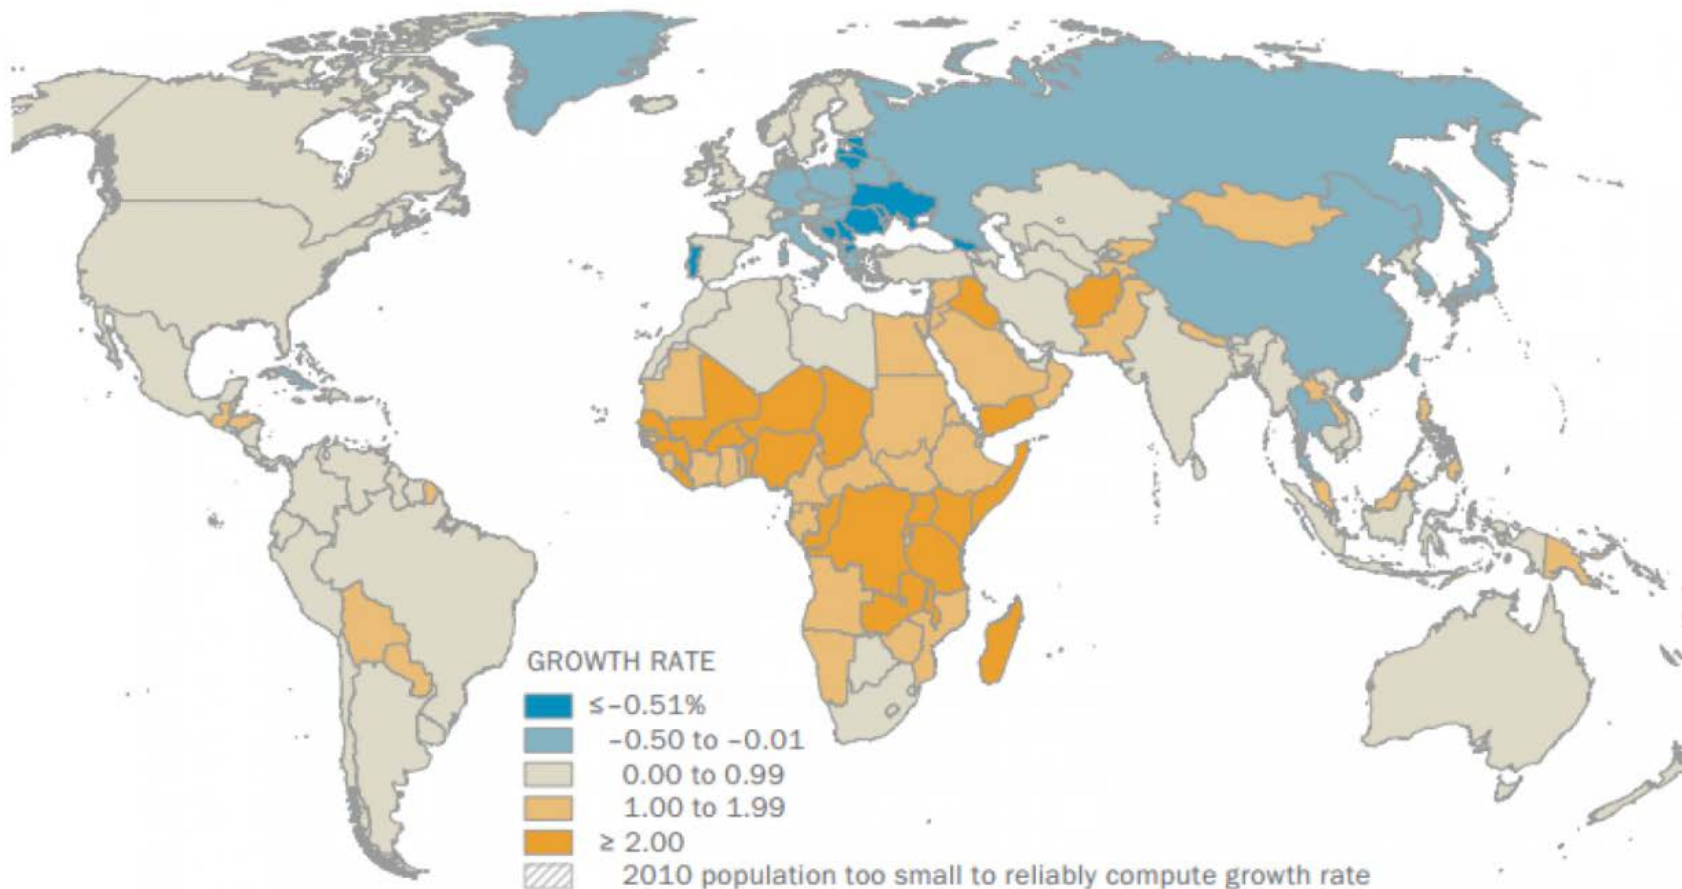 GROWTH RATE
≤–0.51%
–0.50 to –0.01
0.00 to 0.99
1.00 to 1.99
≥ 2.00
2010 population too small to reliably compute growth rate